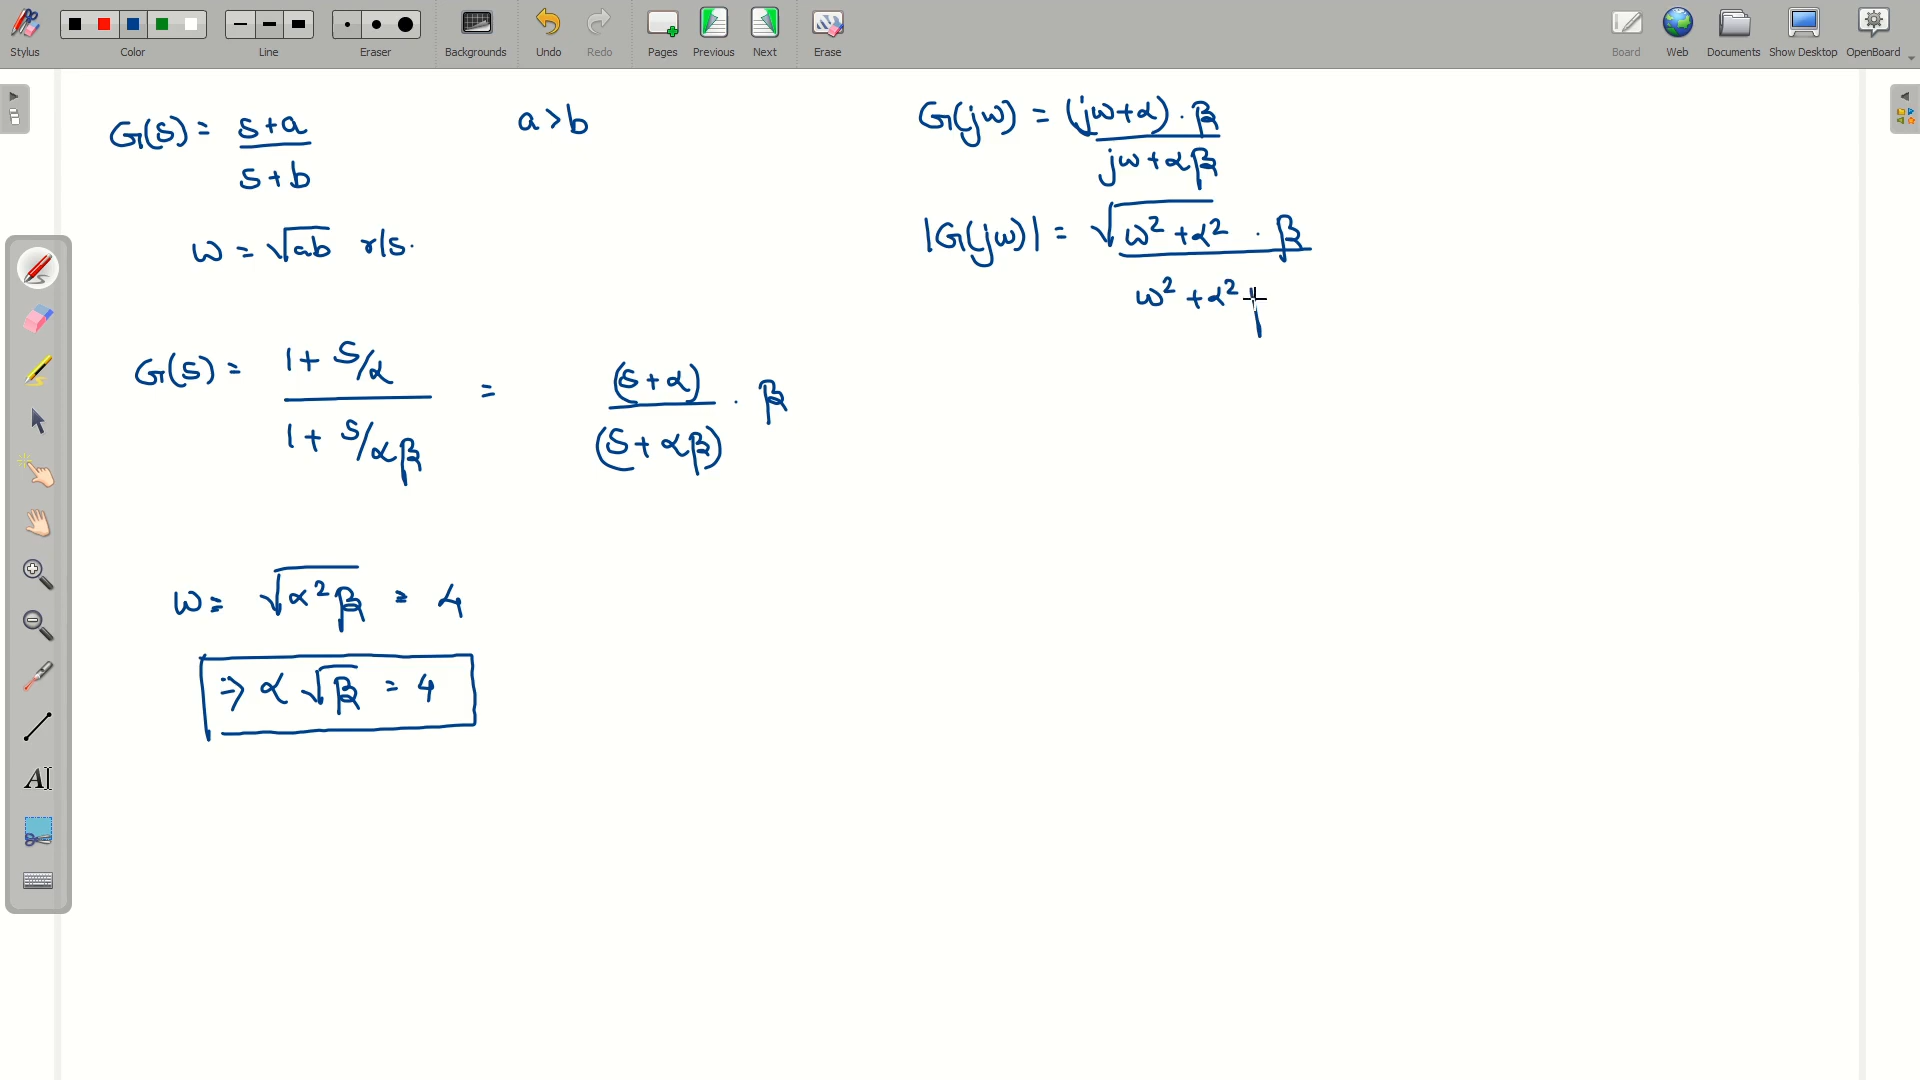 Stylus Color Line Eraser Backgrounds Undo Redo Pages Previous Next Erase Board Web Documents Show Desktop OpenBoard
G(s) = (s+a)/(s+b)
a > b
ω = √ab r/s.
G(s) = (1 + s/α)/(1 + s/αβ) = (s+α)/(s+αβ) · β
ω = √α²β = 4
⇒ α √β = 4
G(jω) = (jω+α) · β / jω + αβ
|G(jω)| = √ω² + α² · β / ω² + α²